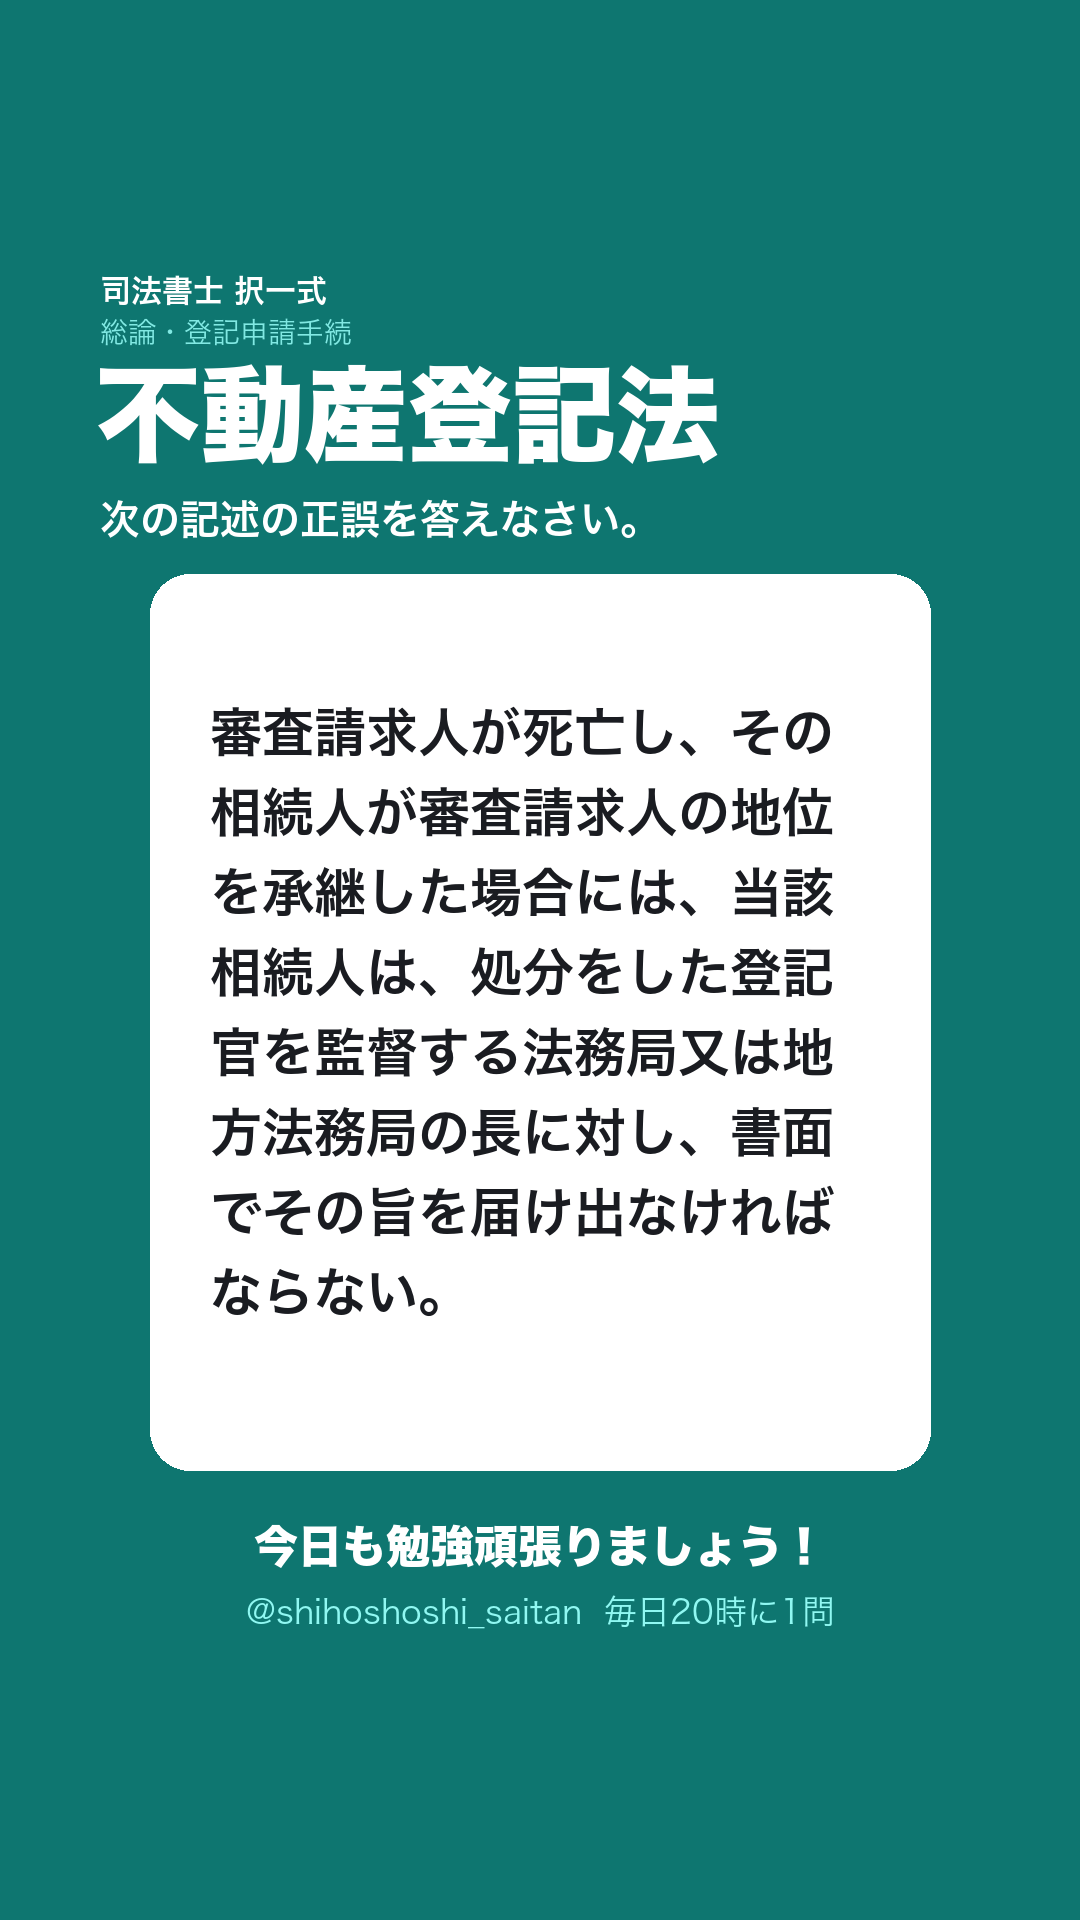 司法書士 択一式
総論・登記申請手続
不動産登記法
次の記述の正誤を答えなさい。
審査請求人が死亡し、その
相続人が審査請求人の地位
を承継した場合には、当該
相続人は、処分をした登記
官を監督する法務局又は地
方法務局の長に対し、書面
でその旨を届け出なければ
ならない。
今日も勉強頑張りましょう！
@shihoshoshi_saitan 毎日20時に1問